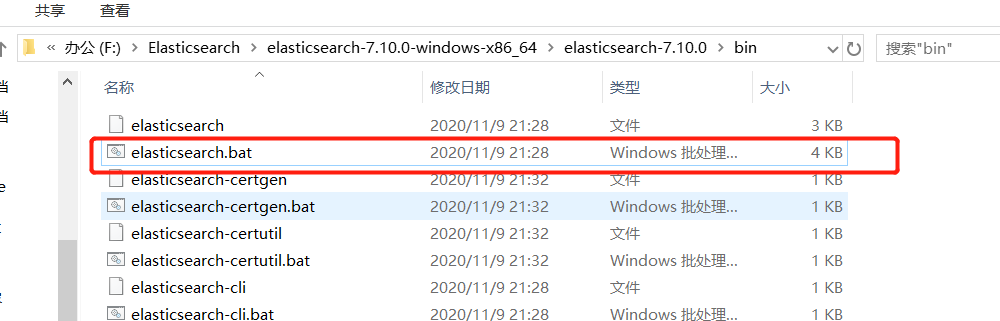 共享 查看
« 办公 (F:) › Elasticsearch › elasticsearch-7.10.0-windows-x86_64 › elasticsearch-7.10.0 › bin 搜索"bin"
名称 修改日期 类型 大小
elasticsearch 2020/11/9 21:28 文件 3 KB
elasticsearch.bat 2020/11/9 21:28 Windows 批处理... 4 KB
elasticsearch-certgen 2020/11/9 21:32 文件 1 KB
elasticsearch-certgen.bat 2020/11/9 21:32 Windows 批处理... 1 KB
elasticsearch-certutil 2020/11/9 21:32 文件 1 KB
elasticsearch-certutil.bat 2020/11/9 21:32 Windows 批处理... 1 KB
elasticsearch-cli 2020/11/9 21:28 文件 1 KB
elasticsearch-cli.bat 2020/11/9 21:28 Windows 批处理... 1 KB